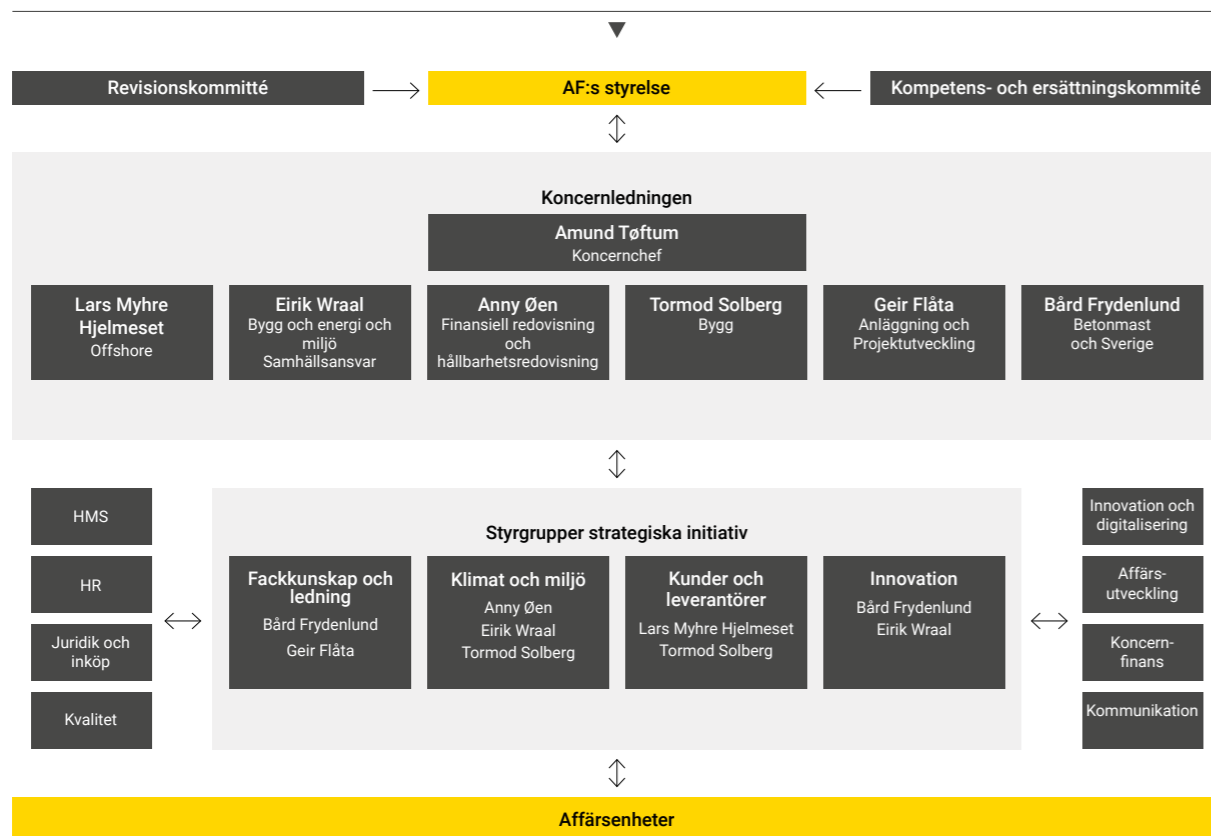 Revisionskommitté
AF:s styrelse
Kompetens- och ersättningskommité
Koncernledningen
Amund Tøftum
Koncernchef
Lars Myhre
Hjelmeset
Offshore
Eirik Wraal
Bygg och energi och
miljö
Samhällsansvar
Anny Øen
Finansiell redovisning
och
hållbarhetsredovisning
Tormod Solberg
Bygg
Geir Flåta
Anläggning och
Projektutveckling
Bård Frydenlund
Betonmast
och Sverige
HMS
HR
Juridik och
inköp
Kvalitet
Styrgrupper strategiska initiativ
Fackkunskap och
ledning
Bård Frydenlund
Geir Flåta
Klimat och miljö
Anny Øen
Eirik Wraal
Tormod Solberg
Kunder och
leverantörer
Lars Myhre Hjelmeset
Tormod Solberg
Innovation
Bård Frydenlund
Eirik Wraal
Innovation och
digitalisering
Affärs-
utveckling
Koncern-
finans
Kommunikation
Affärsenheter